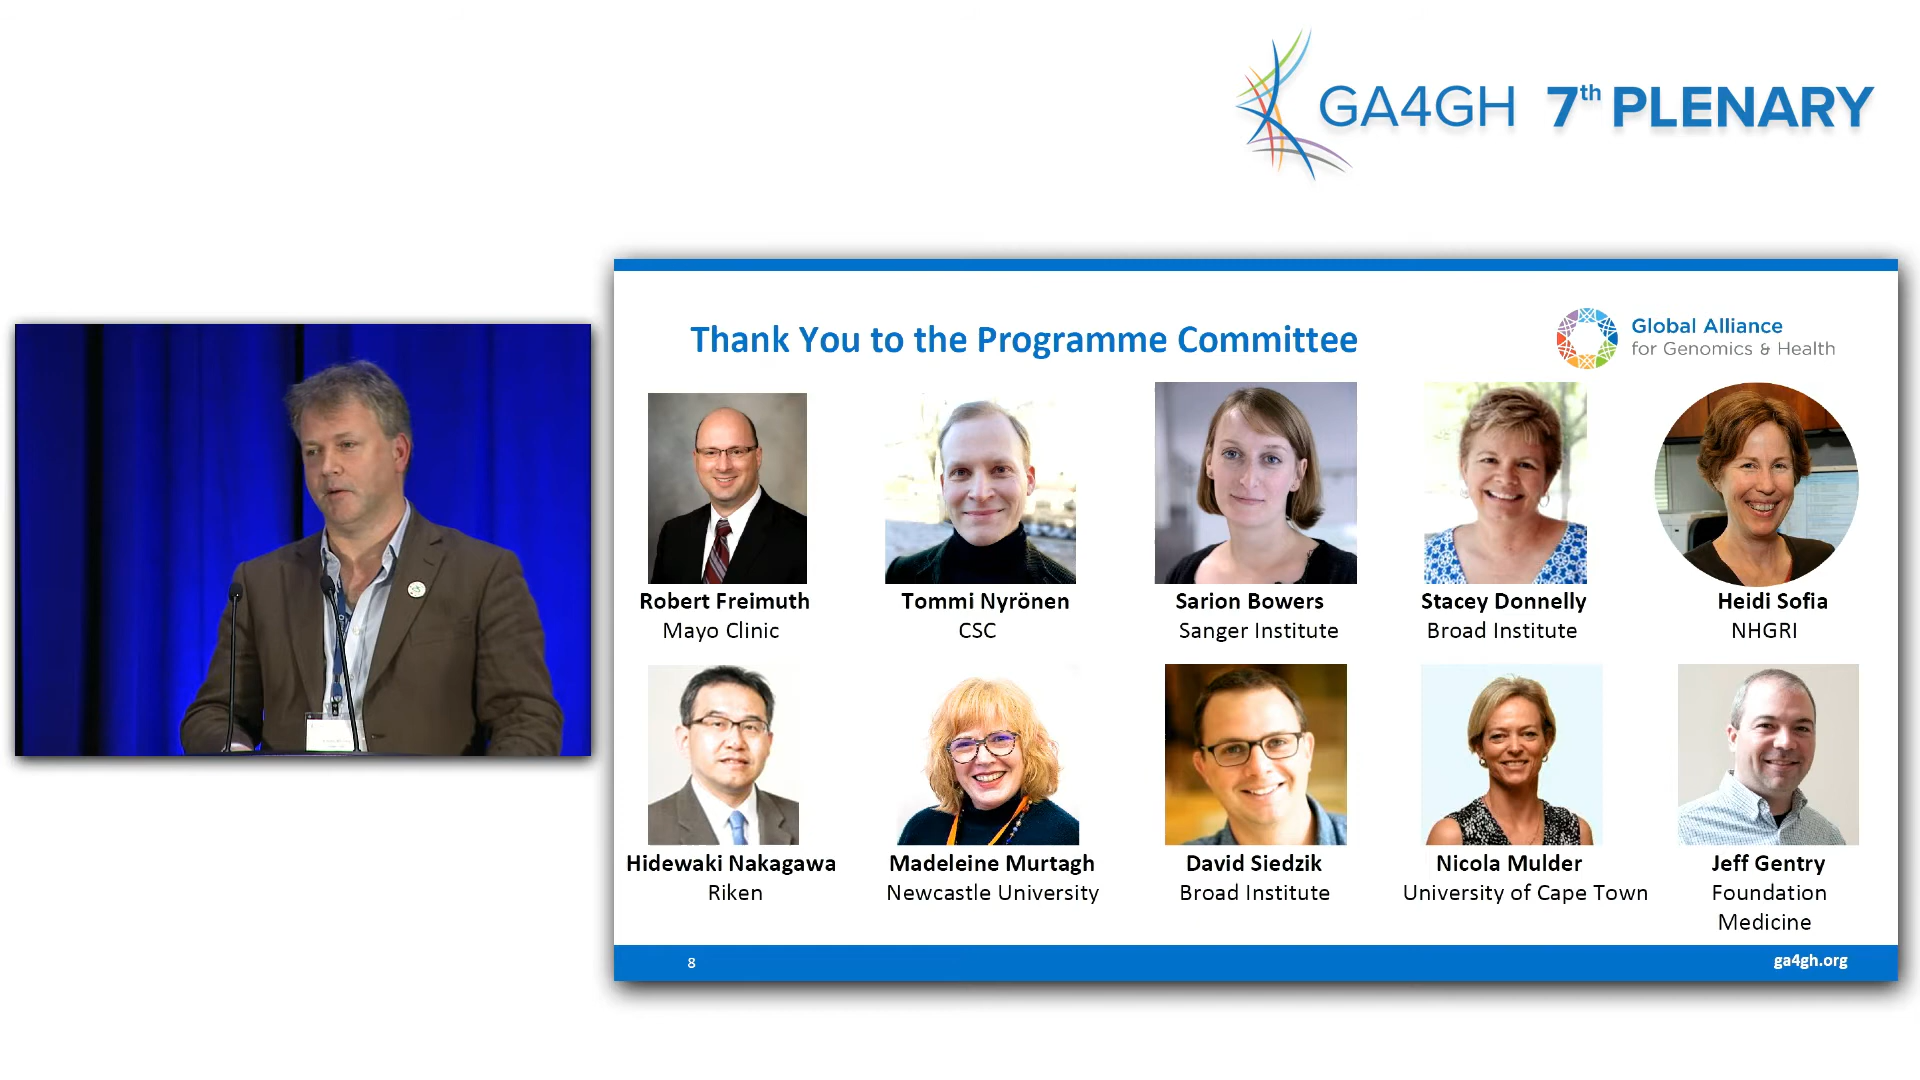 GA4GH 7th PLENARY
Thank You to the Programme Committee
Global Alliance
for Genomics & Health
Robert Freimuth
Mayo Clinic
Tommi Nyrönen
CSC
Sarion Bowers
Sanger Institute
Stacey Donnelly
Broad Institute
Heidi Sofia
NHGRI
Hidewaki Nakagawa
Riken
Madeleine Murtagh
Newcastle University
David Siedzik
Broad Institute
Nicola Mulder
University of Cape Town
Jeff Gentry
Foundation
Medicine
8
ga4gh.org